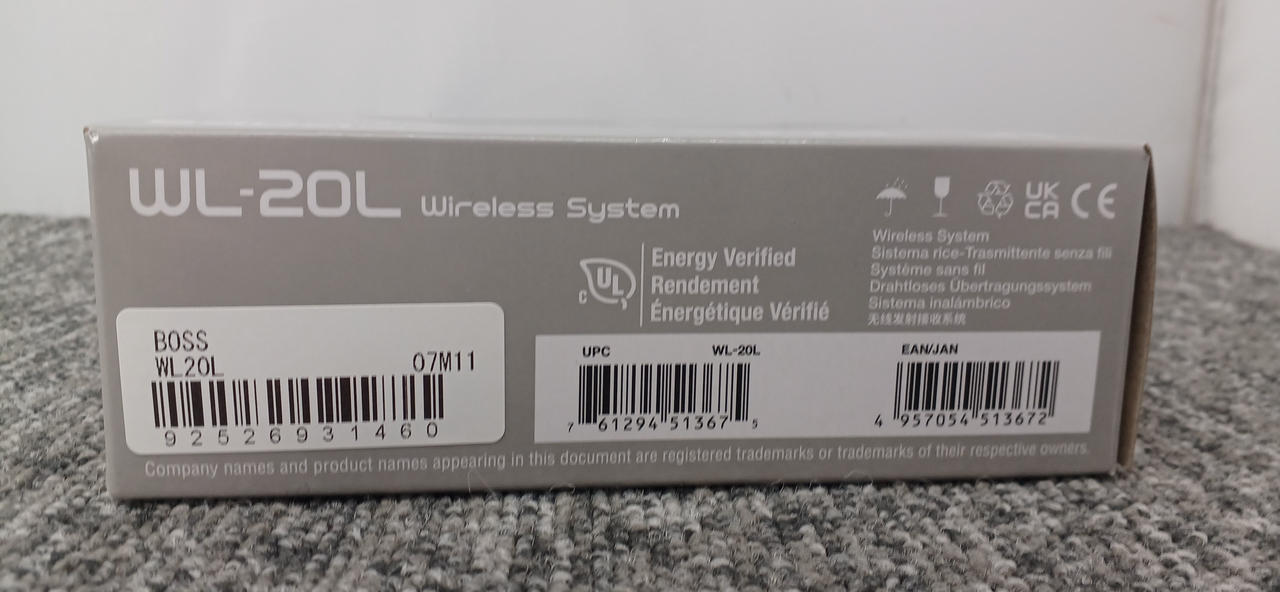 WL-20L Wireless System
UK
CA CE
c UL
Energy Verified
Rendement
Énergétique Vérifié
Wireless System
Sistema rice-Trasmittente senza fili
Système sans fil
Drahtloses Übertragungssystem
Sistema inalámbrico
无线发射接收系统
BOSS
WL20L 07M11
92526931460
UPC WL-20L
7 61294 51367 5
EAN/JAN
4 957054 513672
Company names and product names appearing in this document are registered trademarks or trademarks of their respective owners.